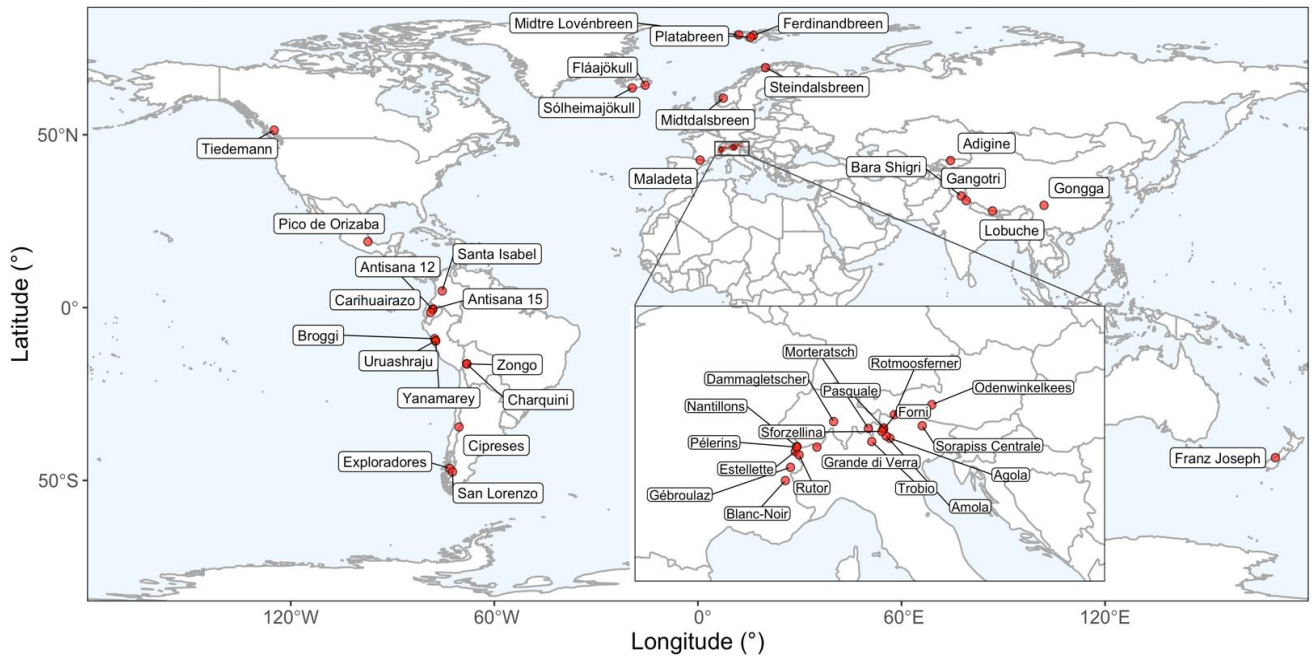 Midtre Lovénbreen
Ferdinandbreen
Platabreen
Fláajökull
Steindalsbreen
Sólheimajökull
Midtdalsbreen
50°N
Tiedemann
Adigine
Bara Shigri
Maladeta
Gangotri
Gongga
Pico de Orizaba
Lobuche
Santa Isabel
Antisana 12
Carihuairazo
Antisana 15
0°
Broggi
Uruashraju
Zongo
Yanamarey
Charquini
Cipreses
Exploradores
San Lorenzo
50°S
Franz Joseph
Morteratsch
Rotmoosferner
Dammagletscher
Pasquale
Odenwinkelkees
Nantillons
Forni
Sforzellina
Pélerins
Sorapiss Centrale
Grande di Verra
Estellette
Agola
Gébroulaz
Rutor
Trobio
Blanc-Noir
Amola
120°W
60°W
0°
60°E
120°E
Longitude (°)
Latitude (°)